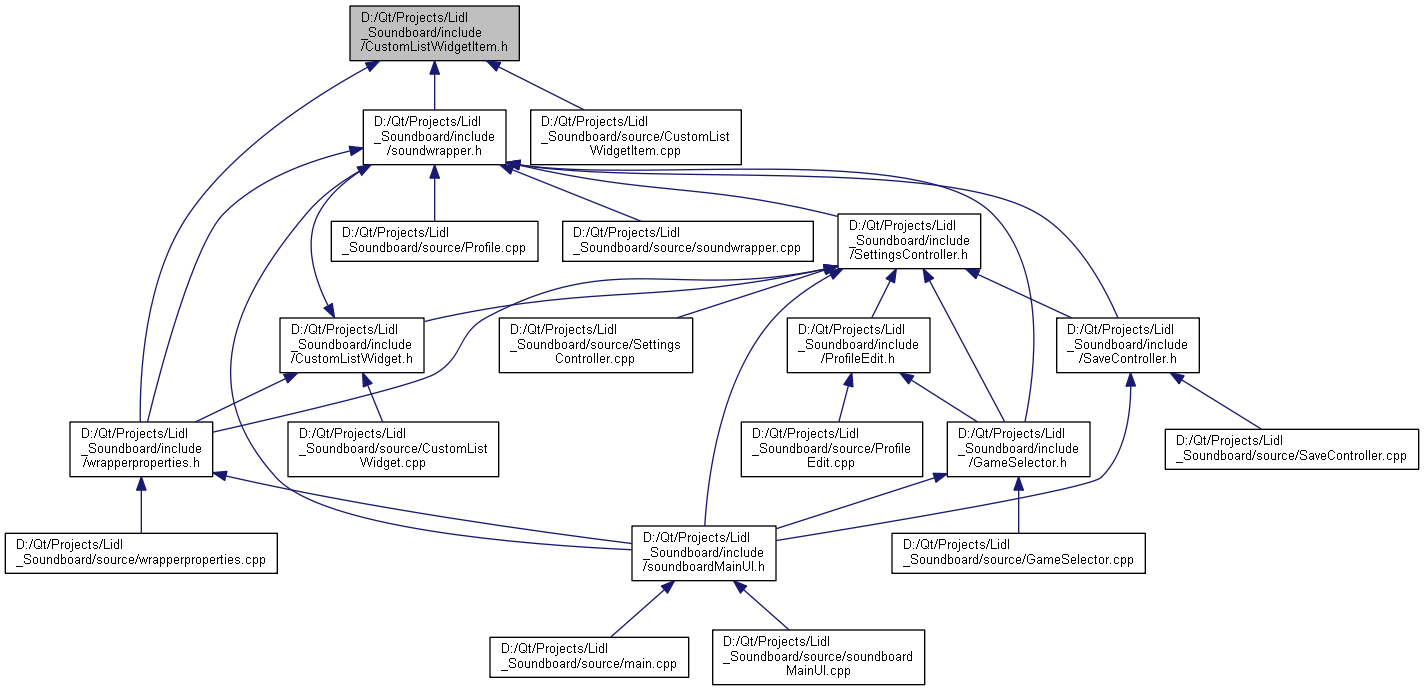 D:/Qt/Projects/Lidl
_Soundboard/include
/CustomListWidgetItem.h
D:/Qt/Projects/Lidl
_Soundboard/include
/soundwrapper.h
D:/Qt/Projects/Lidl
_Soundboard/source/CustomList
WidgetItem.cpp
D:/Qt/Projects/Lidl
_Soundboard/source/Profile.cpp
D:/Qt/Projects/Lidl
_Soundboard/source/soundwrapper.cpp
D:/Qt/Projects/Lidl
_Soundboard/include
/SettingsController.h
D:/Qt/Projects/Lidl
_Soundboard/include
/CustomListWidget.h
D:/Qt/Projects/Lidl
_Soundboard/source/Settings
Controller.cpp
D:/Qt/Projects/Lidl
_Soundboard/include
/ProfileEdit.h
D:/Qt/Projects/Lidl
_Soundboard/include
/SaveController.h
D:/Qt/Projects/Lidl
_Soundboard/include
/wrapperproperties.h
D:/Qt/Projects/Lidl
_Soundboard/source/CustomList
Widget.cpp
D:/Qt/Projects/Lidl
_Soundboard/source/Profile
Edit.cpp
D:/Qt/Projects/Lidl
_Soundboard/include
/GameSelector.h
D:/Qt/Projects/Lidl
_Soundboard/source/SaveController.cpp
D:/Qt/Projects/Lidl
_Soundboard/source/wrapperproperties.cpp
D:/Qt/Projects/Lidl
_Soundboard/include
/soundboardMainUI.h
D:/Qt/Projects/Lidl
_Soundboard/source/GameSelector.cpp
D:/Qt/Projects/Lidl
_Soundboard/source/main.cpp
D:/Qt/Projects/Lidl
_Soundboard/source/soundboard
MainUI.cpp